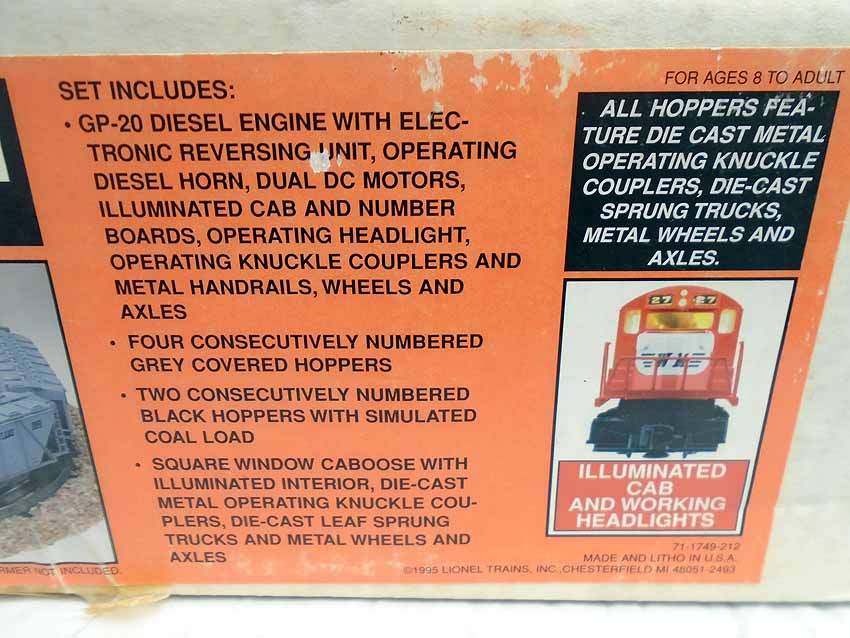 SET INCLUDES:
• GP-20 DIESEL ENGINE WITH ELEC-
TRONIC REVERSING UNIT, OPERATING
DIESEL HORN, DUAL DC MOTORS,
ILLUMINATED CAB AND NUMBER
BOARDS, OPERATING HEADLIGHT,
OPERATING KNUCKLE COUPLERS AND
METAL HANDRAILS, WHEELS AND
AXLES
• FOUR CONSECUTIVELY NUMBERED
GREY COVERED HOPPERS
• TWO CONSECUTIVELY NUMBERED
BLACK HOPPERS WITH SIMULATED
COAL LOAD
• SQUARE WINDOW CABOOSE WITH
ILLUMINATED INTERIOR, DIE-CAST
METAL OPERATING KNUCKLE COU-
PLERS, DIE-CAST LEAF SPRUNG
TRUCKS AND METAL WHEELS AND
AXLES
FOR AGES 8 TO ADULT
ALL HOPPERS FEA-
TURE DIE CAST METAL
OPERATING KNUCKLE
COUPLERS, DIE-CAST
SPRUNG TRUCKS,
METAL WHEELS AND
AXLES.
27 27
WM
ILLUMINATED
CAB
AND WORKING
HEADLIGHTS
71-1749-212
MADE AND LITHO IN U.S.A.
©1995 LIONEL TRAINS, INC., CHESTERFIELD MI 48051-2493
NOT INCLUDED.